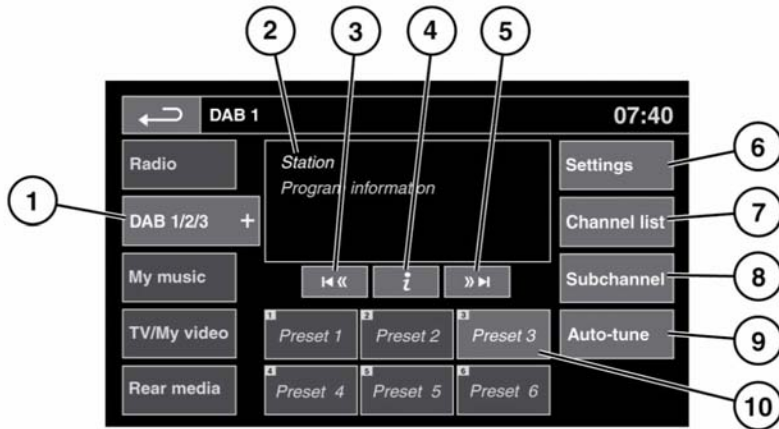 2
3
4
5
DAB 1
07:40
Radio
Station
Settings
6
Program information
1
DAB 1/2/3 +
Channel list
7
My music
i
Subchannel
8
TV/My video
1 Preset 1
2 Preset 2
3 Preset 3
Auto-tune
9
Rear media
4 Preset 4
5 Preset 5
6 Preset 6
10